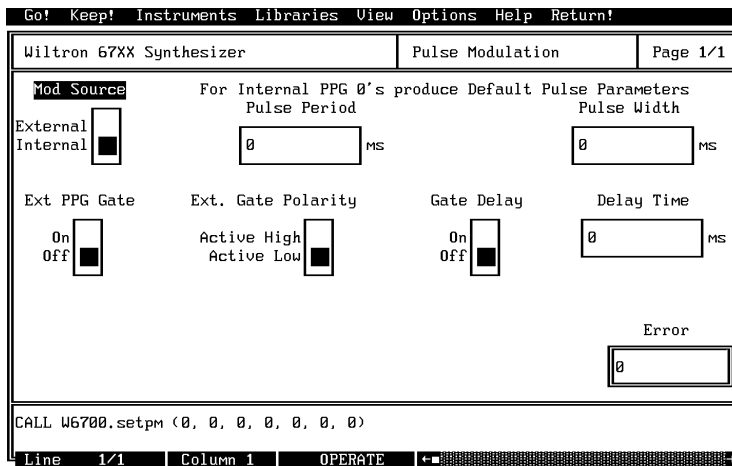 Go! Keep! Instruments Libraries View Options Help Return!
Wiltron 67XX Synthesizer Pulse Modulation Page 1/1
Mod Source For Internal PPG 0's produce Default Pulse Parameters
Pulse Period Pulse Width
External
Internal 0 MS 0 MS
Ext PPG Gate Ext. Gate Polarity Gate Delay Delay Time
On Active High On 0 MS
Off Active Low Off
Error
0
CALL W6700.setpm (0, 0, 0, 0, 0, 0, 0)
Line 1/1 Column 1 OPERATE